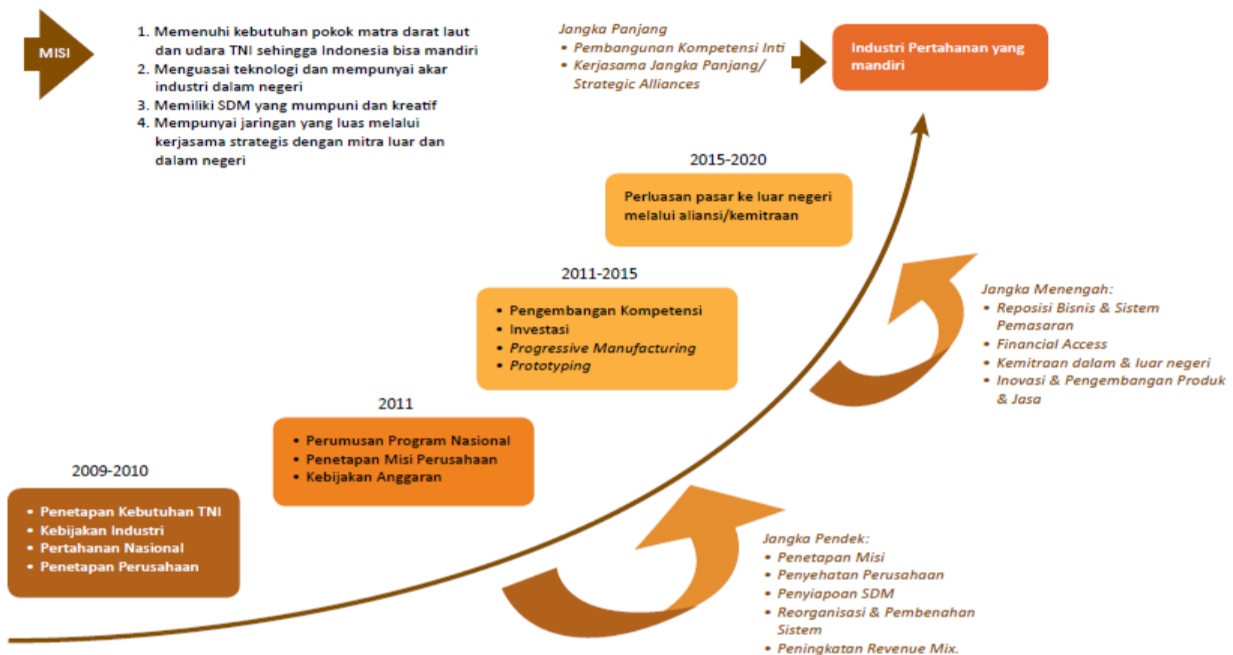 MISI
1. Memenuhi kebutuhan pokok matra darat laut
dan udara TNI sehingga Indonesia bisa mandiri
2. Menguasai teknologi dan mempunyai akar
industri dalam negeri
3. Memiliki SDM yang mumpuni dan kreatif
4. Mempunyai jaringan yang luas melalui
kerjasama strategis dengan mitra luar dan
dalam negeri
Jangka Panjang
• Pembangunan Kompetensi Inti
• Kerjasama Jangka Panjang/
Strategic Alliances
Industri Pertahanan yang
mandiri
2015-2020
Perluasan pasar ke luar negeri
melalui aliansi/kemitraan
2011-2015
• Pengembangan Kompetensi
• Investasi
• Progressive Manufacturing
• Prototyping
Jangka Menengah:
• Reposisi Bisnis & Sistem
Pemasaran
• Financial Access
• Kemitraan dalam & luar negeri
• Inovasi & Pengembangan Produk
& Jasa
2011
• Perumusan Program Nasional
• Penetapan Misi Perusahaan
• Kebijakan Anggaran
2009-2010
• Penetapan Kebutuhan TNI
• Kebijakan Industri
• Pertahanan Nasional
• Penetapan Perusahaan
Jangka Pendek:
• Penetapan Misi
• Penyehatan Perusahaan
• Penyiapoan SDM
• Reorganisasi & Pembenahan
Sistem
• Peningkatan Revenue Mix.